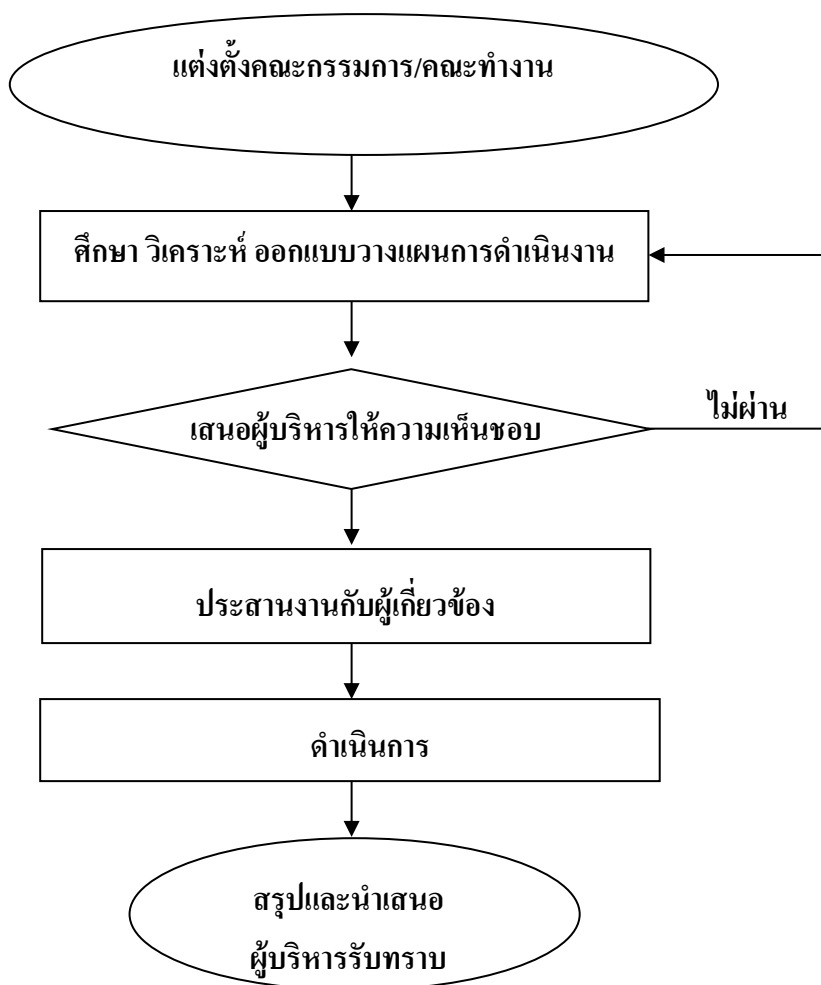 แต่งตั้งคณะกรรมการ/คณะทำงาน
ศึกษา วิเคราะห์ ออกแบบวางแผนการดำเนินงาน
ไม่ผ่าน
เสนอผู้บริหารให้ความเห็นชอบ
ประสานงานกับผู้เกี่ยวข้อง
ดำเนินการ
สรุปและนำเสนอ
ผู้บริหารรับทราบ